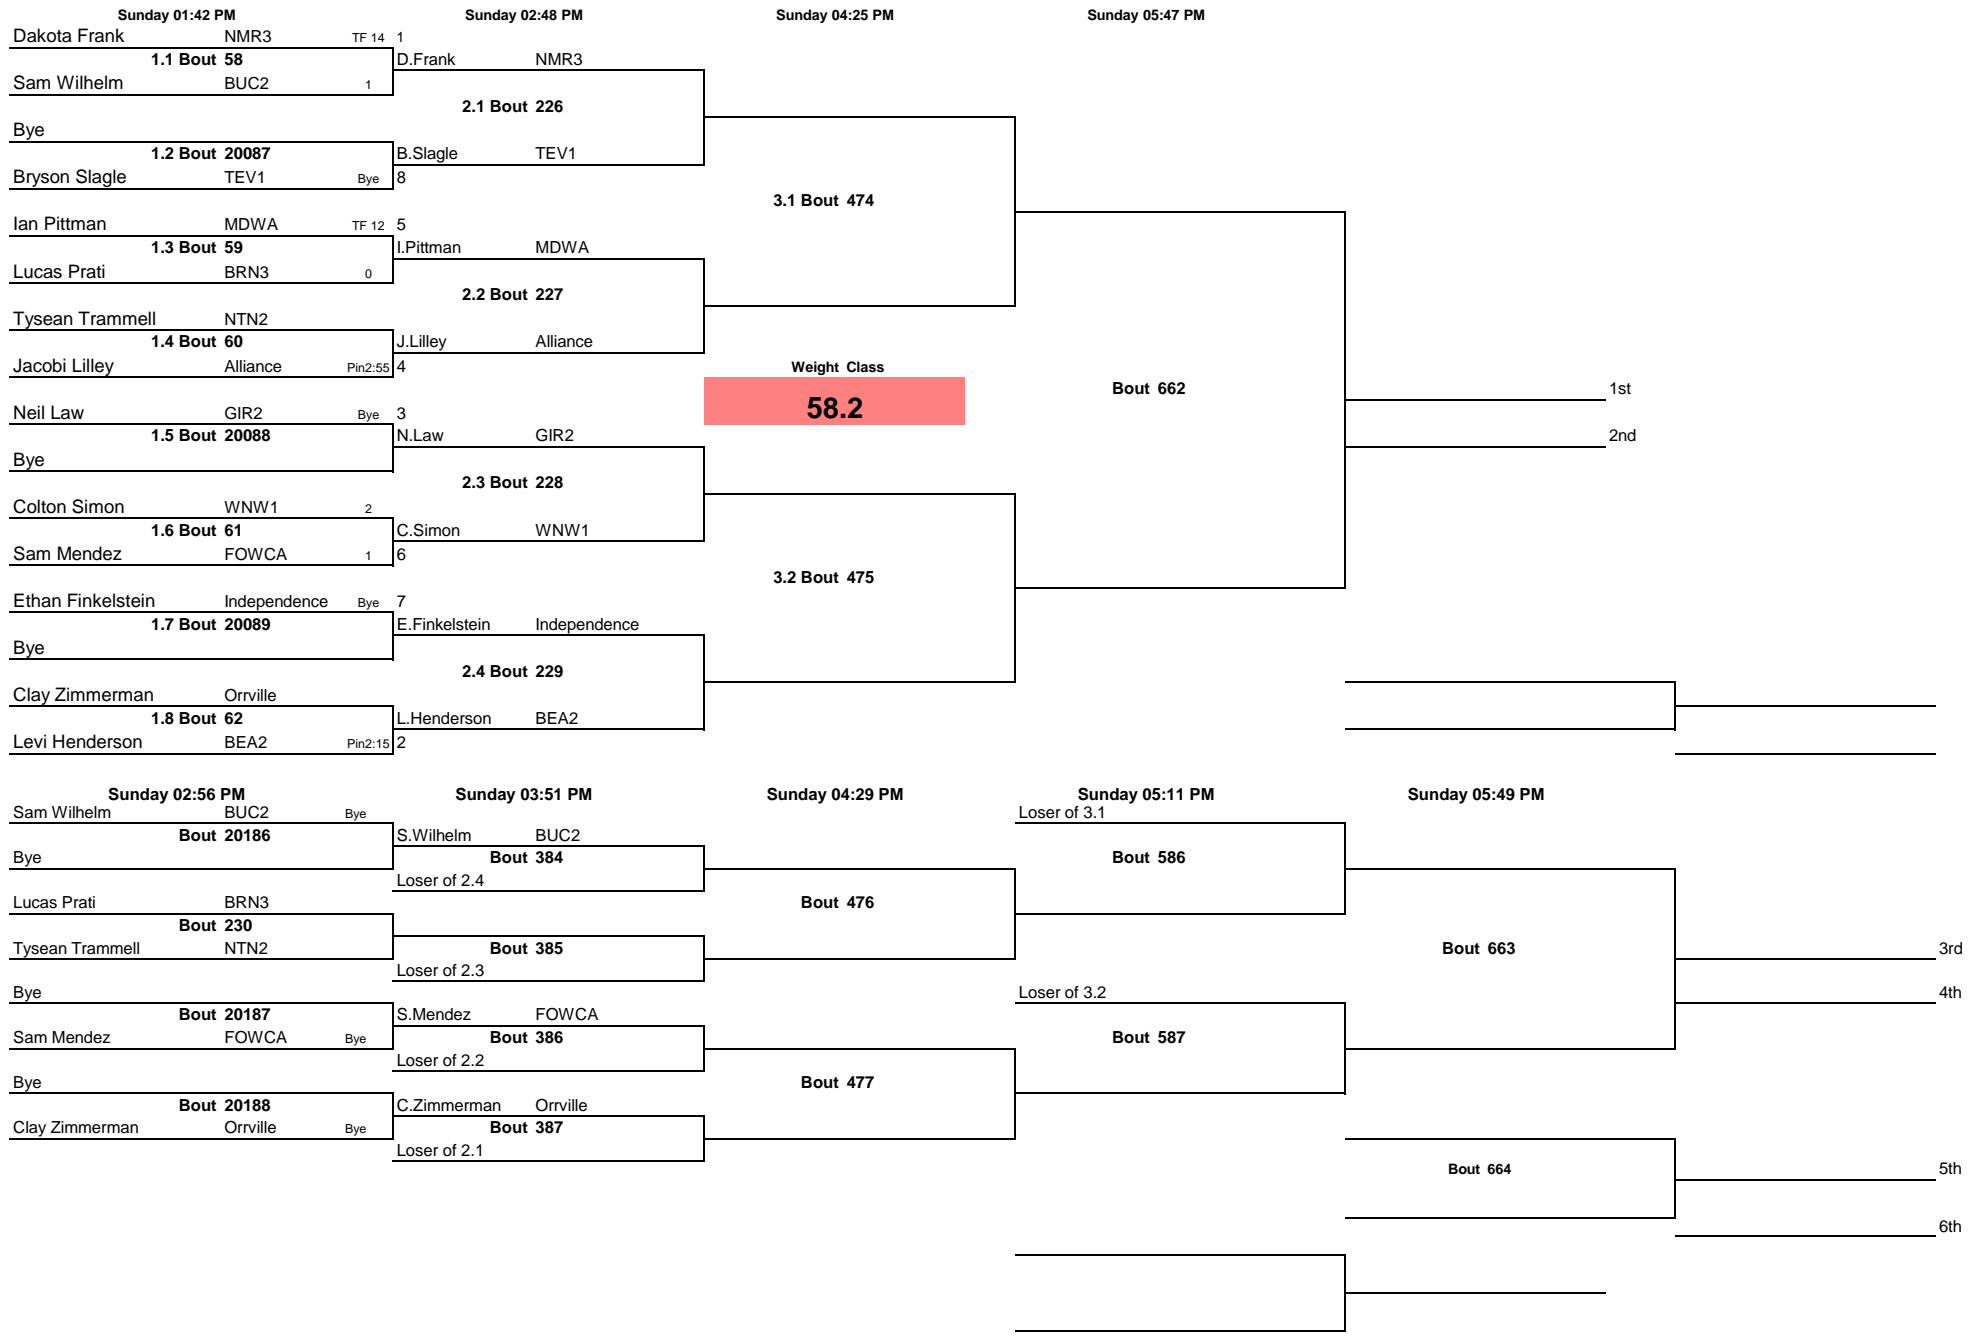 Sunday 01:42 PM Sunday 02:48 PM Sunday 04:25 PM Sunday 05:47 PM
Dakota Frank NMR3 TF 14 1
1.1 Bout 58 D.Frank NMR3
Sam Wilhelm BUC2 1
2.1 Bout 226
Bye
1.2 Bout 20087 B.Slagle TEV1
Bryson Slagle TEV1 Bye 8
3.1 Bout 474
Ian Pittman MDWA TF 12 5
1.3 Bout 59 I.Pittman MDWA
Lucas Prati BRN3 0
2.2 Bout 227
Tysean Trammell NTN2
1.4 Bout 60 J.Lilley Alliance
Jacobi Lilley Alliance Pin2:55 4 Weight Class
Bout 662 1st
58.2
Neil Law GIR2 Bye 3
1.5 Bout 20088 N.Law GIR2 2nd
Bye
2.3 Bout 228
Colton Simon WNW1 2
1.6 Bout 61 C.Simon WNW1
Sam Mendez FOWCA 1 6
3.2 Bout 475
Ethan Finkelstein Independence Bye 7
1.7 Bout 20089 E.Finkelstein Independence
Bye
2.4 Bout 229
Clay Zimmerman Orrville
1.8 Bout 62 L.Henderson BEA2
Levi Henderson BEA2 Pin2:15 2
Sunday 02:56 PM Sunday 03:51 PM Sunday 04:29 PM Sunday 05:11 PM Sunday 05:49 PM
Sam Wilhelm BUC2 Bye Loser of 3.1
Bout 20186 S.Wilhelm BUC2
Bye Bout 384 Bout 586
Loser of 2.4
Lucas Prati BRN3 Bout 476
Bout 230
Tysean Trammell NTN2 Bout 385 Bout 663 3rd
Loser of 2.3
Bye Loser of 3.2 4th
Bout 20187 S.Mendez FOWCA
Sam Mendez FOWCA Bye Bout 386 Bout 587
Loser of 2.2
Bye Bout 477
Bout 20188 C.Zimmerman Orrville
Clay Zimmerman Orrville Bye Bout 387
Loser of 2.1
Bout 664 5th
6th